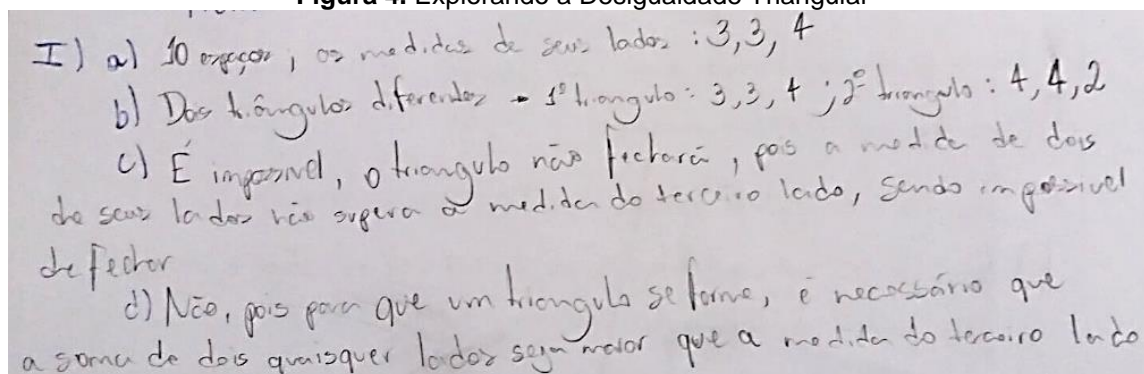 Figura 4. Explorando a Desigualdade Triangular
I) a) 10 espaços, as medidas de seus lados : 3, 3, 4
b) Dois triângulos diferentes → 1º triangulo: 3, 3, 4 ; 2º triangulo: 4, 4, 2
c) É impossível, o triangulo não fechará, pois a medida de dois
de seus lados não supera a medida do terceiro lado, sendo impossível
de fechar
d) Não, pois para que um triangulo se forme, é necessário que
a soma de dois quaisquer lados seja maior que a medida do terceiro lado